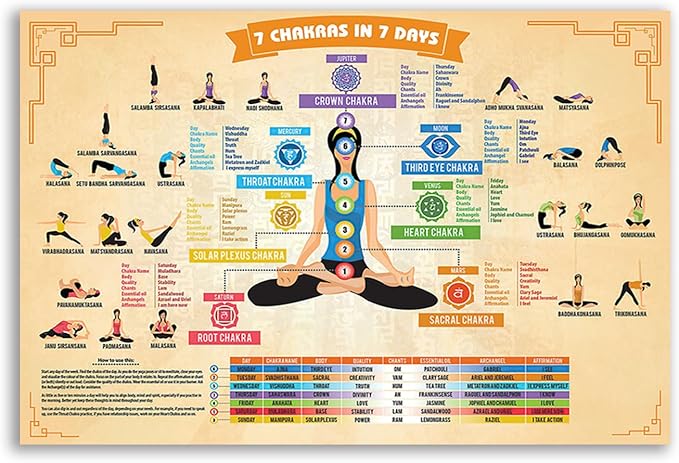 7 CHAKRAS IN 7 DAYS
JUPITER
CROWN CHAKRA
Day Thursday
Chakra Name Sahaswara
Body Crown
Quality Divinity
Chants Ah
Essential oil Frankinsense
Archangels Raguel and Sandalphon
Affirmation I know
SALAMBA SIRSASANA
KAPALABHATI
NADI SHODHANA
ADHO MUKHA SVANASANA
MATSYASANA
SALAMBA SARVANGASANA
HALASANA
SETU BANDHA SARVANGASANA
USTRASANA
Day Wednesday
Chakra Name Vishuddha
Body Throat
Quality Truth
Chants Hum
Essential oil Tea Tree
Archangels Metatron and Zadkiel
Affirmation I express myself
MERCURY
THROAT CHAKRA
MOON
THIRD EYE CHAKRA
Day Monday
Chakra Name Ajna
Body Third Eye
Quality Intuition
Chants Om
Essential oil Patchouli
Archangels Gabriel
Affirmation I see
BALASANA
DOLPHINPOSE
VIRABHADRASANA
MATSYANDRASANA
NAVASANA
Day Sunday
Chakra Name Manipura
Body Solar plexus
Quality Power
Chants Ram
Essential oil Lemongrass
Archangels Raziel
Affirmation I take action
SUN
SOLAR PLEXUS CHAKRA
VENUS
HEART CHAKRA
Day Friday
Chakra Name Anahata
Body Heart
Quality Love
Chants Yam
Essential oil Jasmine
Archangels Jophiel and Chamuel
Affirmation I love
USTRASANA
BHUJANGASANA
GOMUKHASANA
7
6
5
4
3
2
1
PAVANAMUKTASANA
JANU SIRSANASA
PADMASANA
MALASANA
Day Saturday
Chakra Name Muladhara
Body Base
Quality Stability
Chants Lam
Essential oil Sandalwood
Archangels Azrael and Uriel
Affirmation I am here now
SATURN
ROOT CHAKRA
MARS
SACRAL CHAKRA
Day Tuesday
Chakra Name
Body Sacral
Quality Creativity
Chants Vam
Essential oil Clary Sage
Archangels Ariel and Jeremiel
Affirmation I feel
BADDHA KONASANA
TRIKONASANA
How to use this:
DAY CHAKRA NAME BODY QUALITY CHANTS ESSENTIAL OIL ARCHANGEL AFFIRMATION
MONDAY AJNA THIRD EYE INTUITION OM PATCHOULI GABRIEL I SEE
TUESDAY SVADHISTHANA SACRAL CREATIVITY VAM CLARY SAGE ARIEL AND JEREMIEL I FEEL
WEDNESDAY VISHUDDHA THROAT TRUTH HUM TEA TREE METATRON AND ZADKIEL I EXPRESS MYSELF
THURSDAY SAHASWARA CROWN DIVINITY AH FRANKINSENSE RAGUEL AND SANDALPHON I KNOW
FRIDAY ANAHATA HEART LOVE YAM JASMINE JOPHIEL AND CHAMUEL I LOVE
SATURDAY MULADHARA BASE STABILITY LAM SANDALWOOD AZRAEL AND URIEL I AM HERE NOW
SUNDAY MANIPURA SOLAR PLEXUS POWER RAM LEMONGRASS RAZIEL I TAKE ACTION